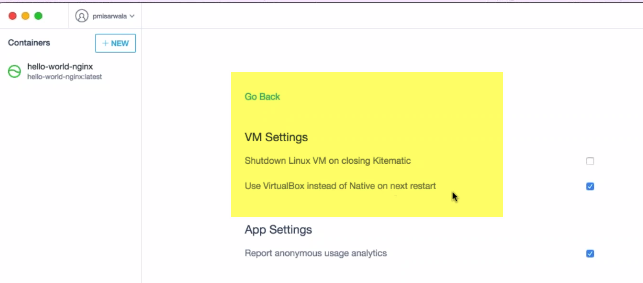 pmisarwala
Containers
+ NEW
hello-world-nginx
hello-world-nginx:latest
Go Back
VM Settings
Shutdown Linux VM on closing Kitematic
Use VirtualBox instead of Native on next restart
App Settings
Report anonymous usage analytics